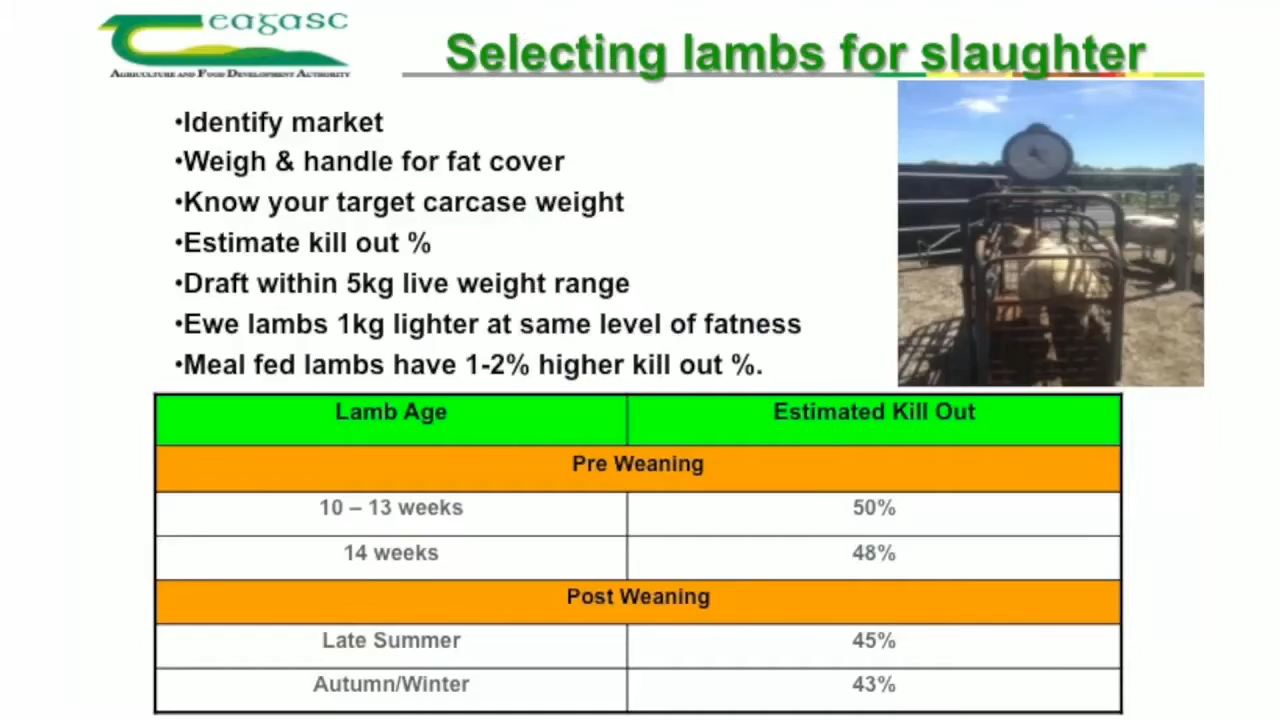 Teagasc
AGRICULTURE AND FOOD DEVELOPMENT AUTHORITY
Selecting lambs for slaughter
•Identify market
•Weigh & handle for fat cover
•Know your target carcase weight
•Estimate kill out %
•Draft within 5kg live weight range
•Ewe lambs 1kg lighter at same level of fatness
•Meal fed lambs have 1-2% higher kill out %.
Lamb Age Estimated Kill Out
Pre Weaning
10 – 13 weeks 50%
14 weeks 48%
Post Weaning
Late Summer 45%
Autumn/Winter 43%